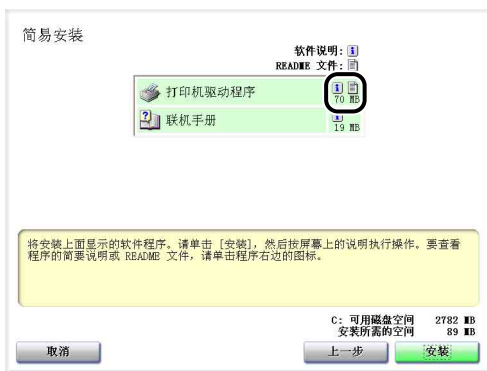 简易安装
软件说明:
README 文件:
打印机驱动程序
70 MB
联机手册
19 MB
将安装上面显示的软件程序。请单击 [安装]，然后按屏幕上的说明执行操作。要查看
程序的简要说明或 README 文件，请单击程序右边的图标。
C: 可用磁盘空间 2782 MB
安装所需的空间 89 MB
取消 上一步 安装